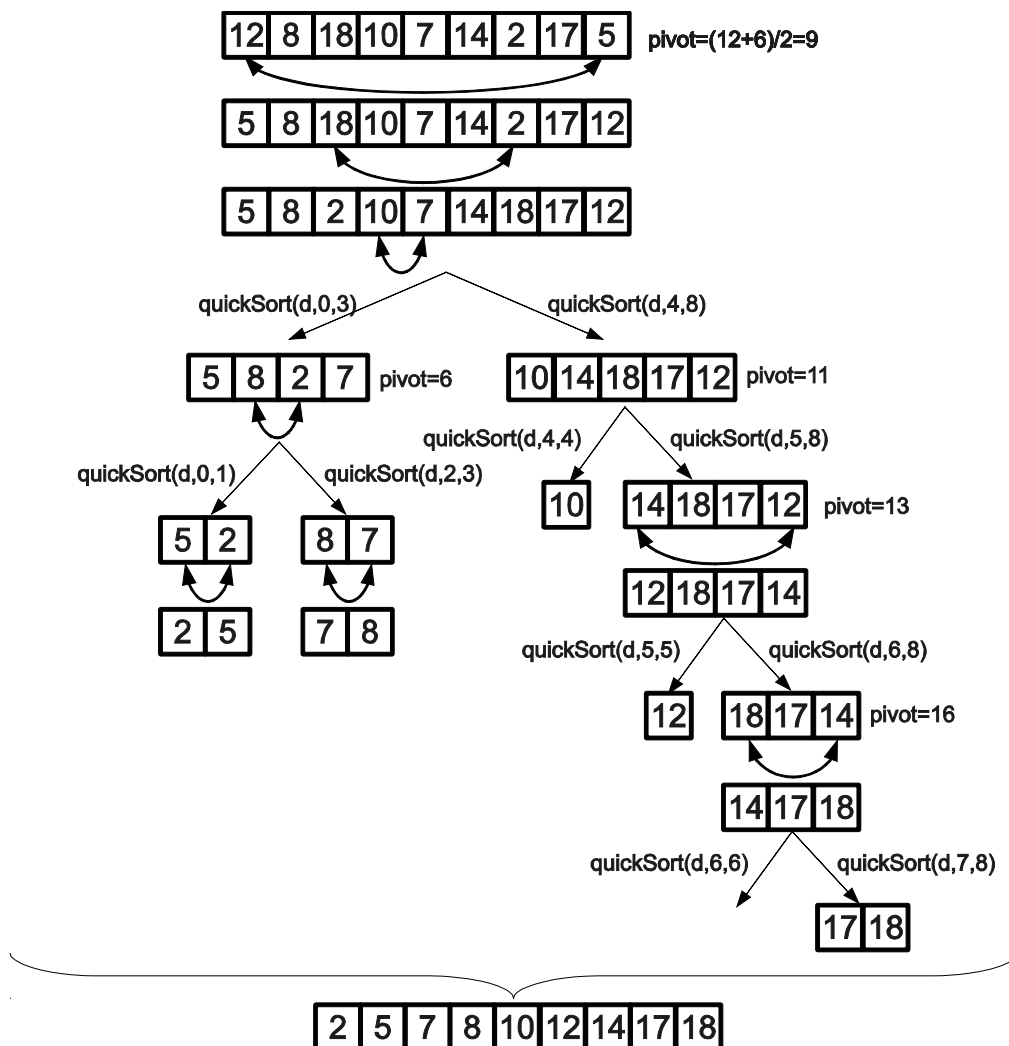 12 8 18 10 7 14 2 17 5 pivot=(12+6)/2=9
5 8 18 10 7 14 2 17 12
5 8 2 10 7 14 18 17 12
quickSort(d,0,3) quickSort(d,4,8)
5 8 2 7 pivot=6 10 14 18 17 12 pivot=11
quickSort(d,4,4) quickSort(d,5,8)
quickSort(d,0,1) quickSort(d,2,3)
10 14 18 17 12 pivot=13
5 2 8 7
12 18 17 14
2 5 7 8
quickSort(d,5,5) quickSort(d,6,8)
12 18 17 14 pivot=16
14 17 18
quickSort(d,6,6) quickSort(d,7,8)
17 18
2 5 7 8 10 12 14 17 18